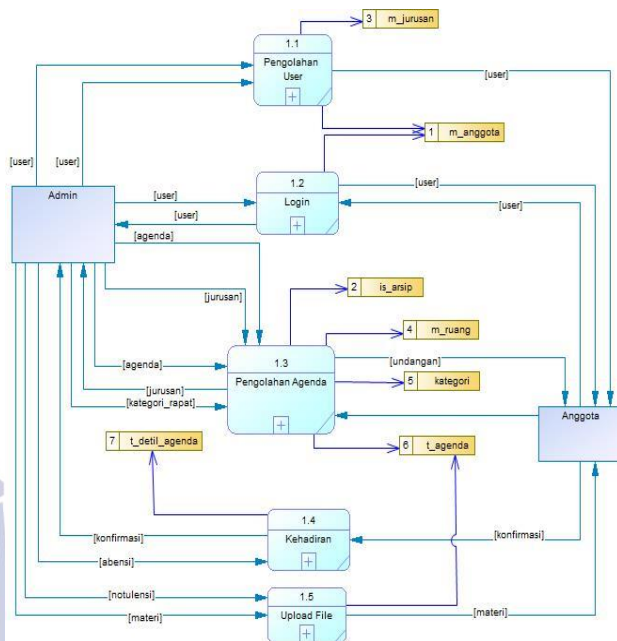 3 m_jurusan
1.1
Pengolahan
User
[user]
1 m_anggota
[user] [user]
1.2
Login
Admin
[user]
[user]
[user]
[user]
[agenda]
[jurusan]
2 is_arsip
4 m_ruang
1.3
Pengolahan Agenda
[undangan]
[agenda]
[jurusan]
[kategori_rapat]
5 kategori
Anggota
7 t_detil_agenda
6 t_agenda
1.4
Kehadiran
[konfirmasi]
[konfirmasi]
[abensi]
[notulensi]
1.5
Upload File
[materi]
[materi]